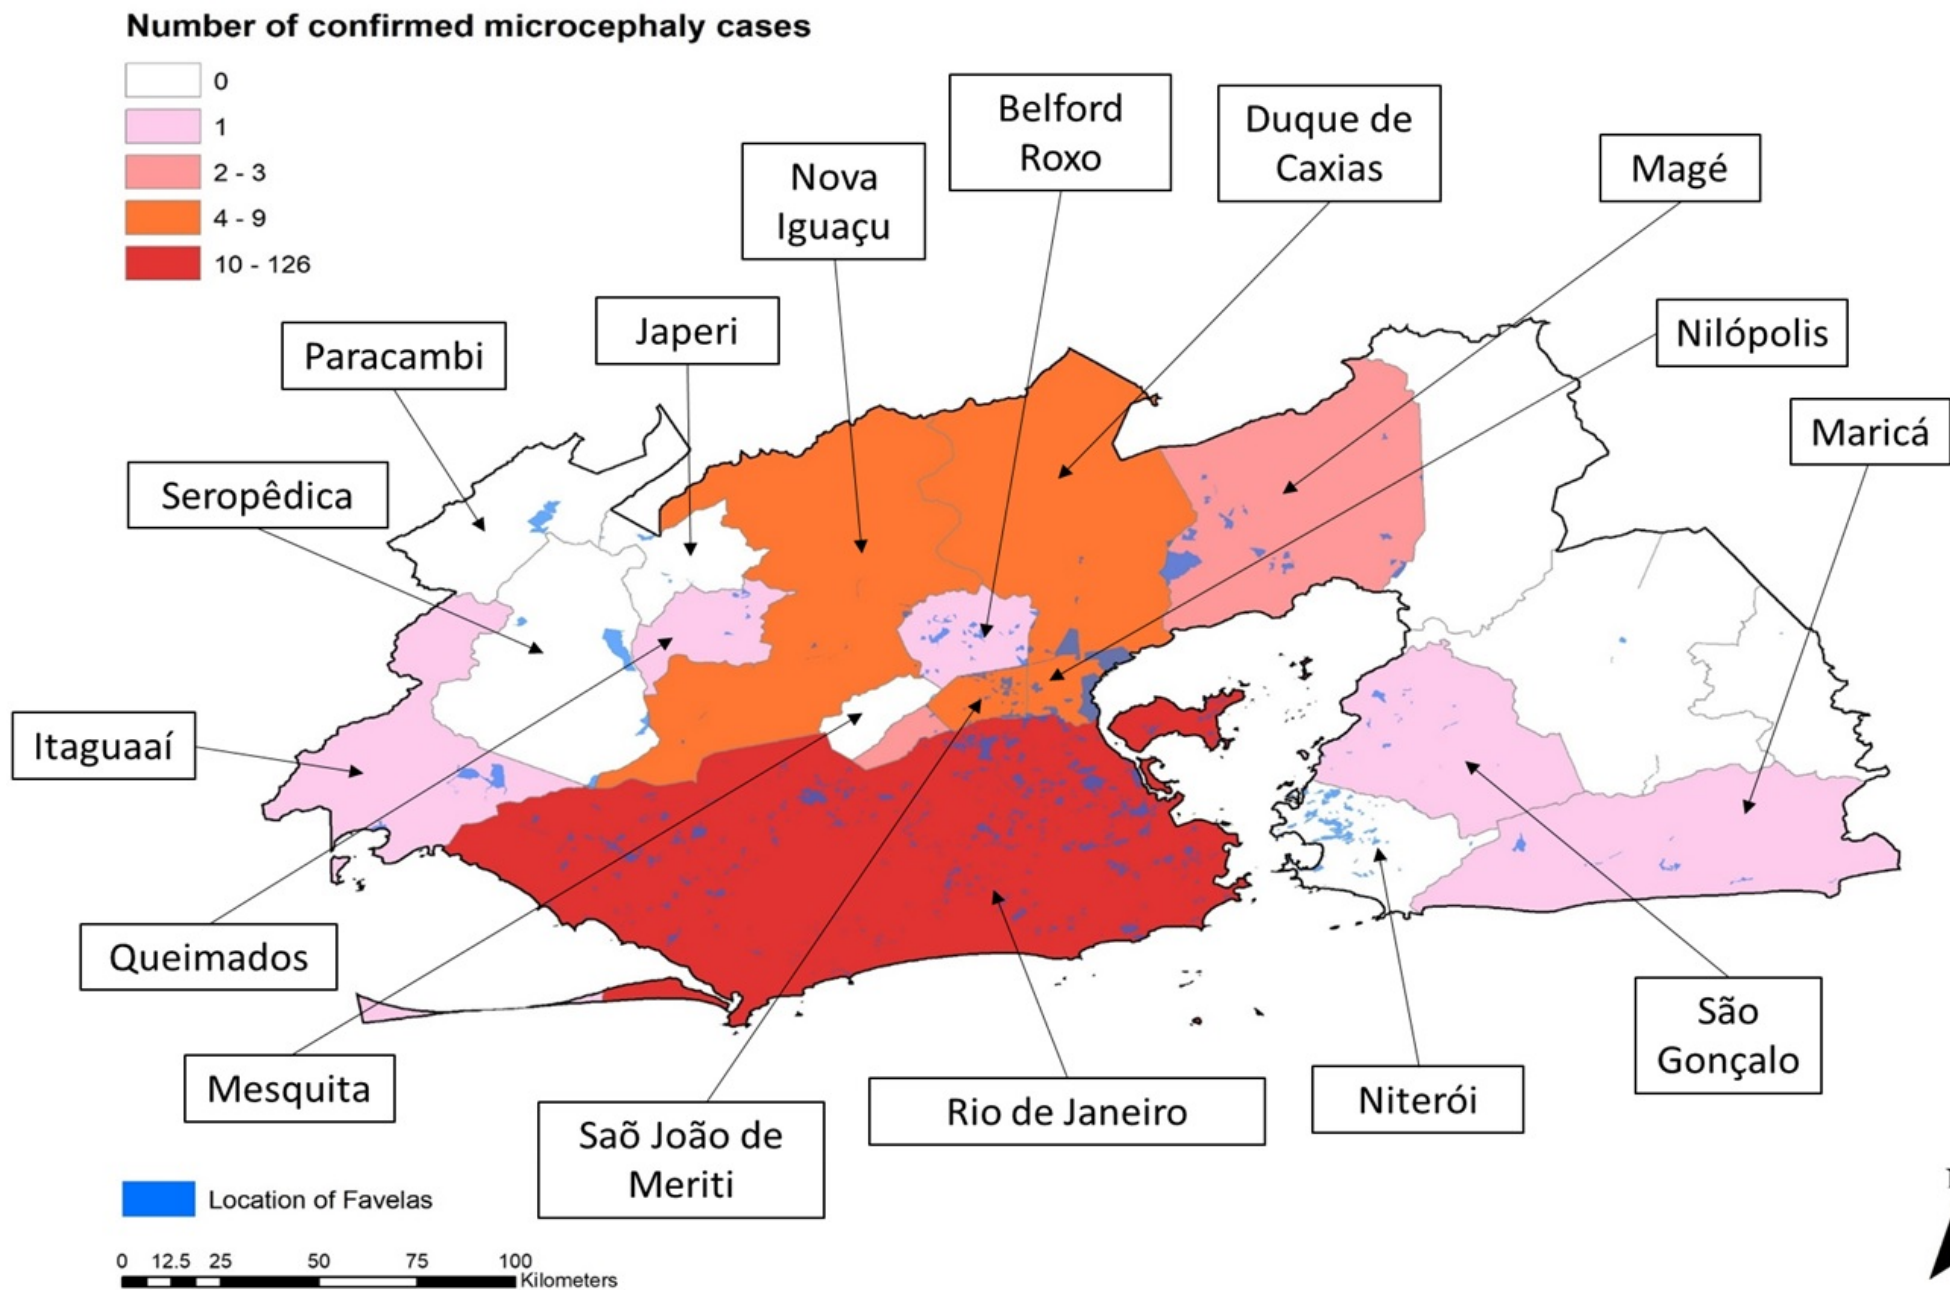 Number of confirmed microcephaly cases
0
1
2 - 3
4 - 9
10 - 126
Belford
Roxo
Duque de
Caxias
Nova
Iguaçu
Magé
Japeri
Paracambi
Nilópolis
Maricá
Seropêdica
Itaguaaí
Queimados
Mesquita
Saõ João de
Meriti
Rio de Janeiro
Niterói
São
Gonçalo
Location of Favelas
0 12.5 25 50 75 100
Kilometers